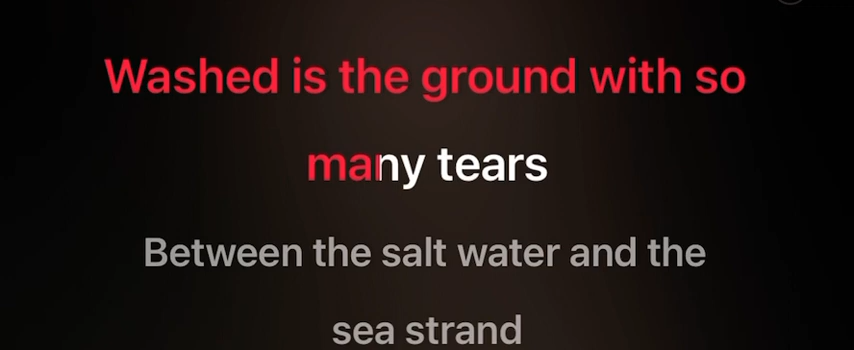 Washed is the ground with so
many tears
Between the salt water and the
sea strand